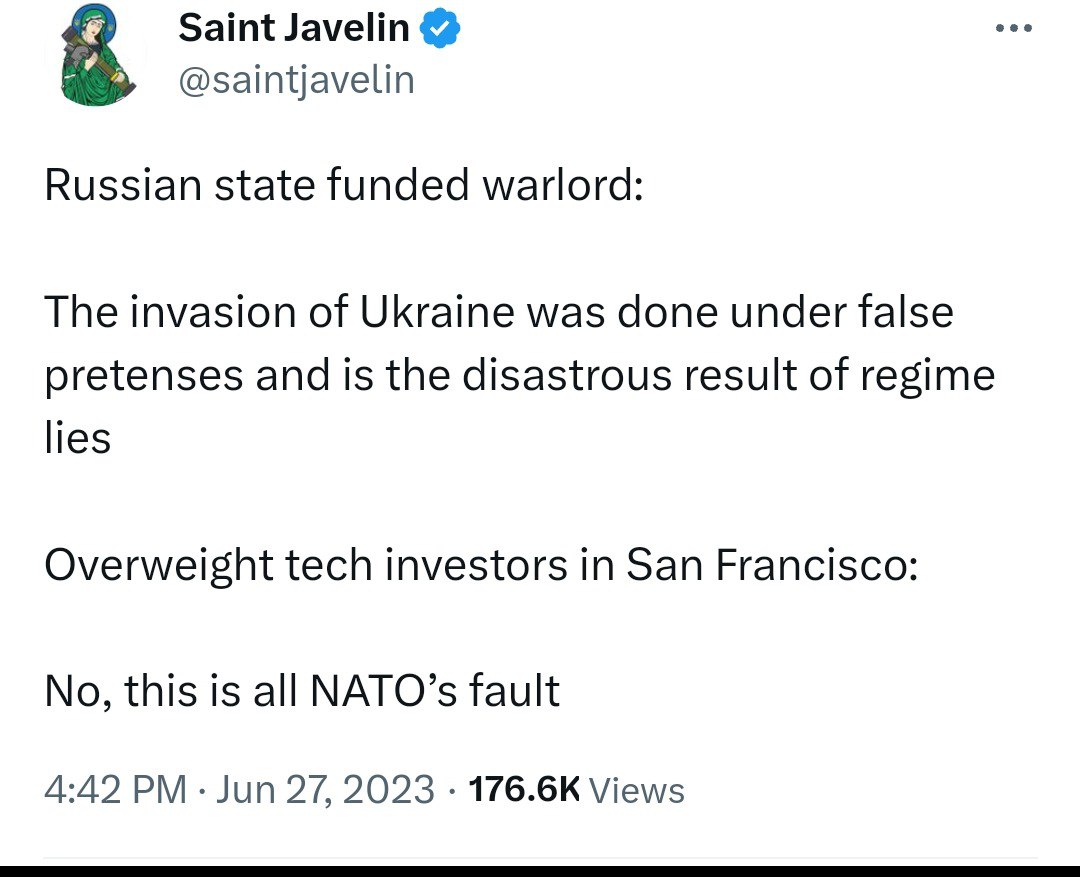 Saint Javelin
@saintjavelin
Russian state funded warlord:
The invasion of Ukraine was done under false
pretenses and is the disastrous result of regime
lies
Overweight tech investors in San Francisco:
No, this is all NATO’s fault
4:42 PM · Jun 27, 2023 · 176.6K Views